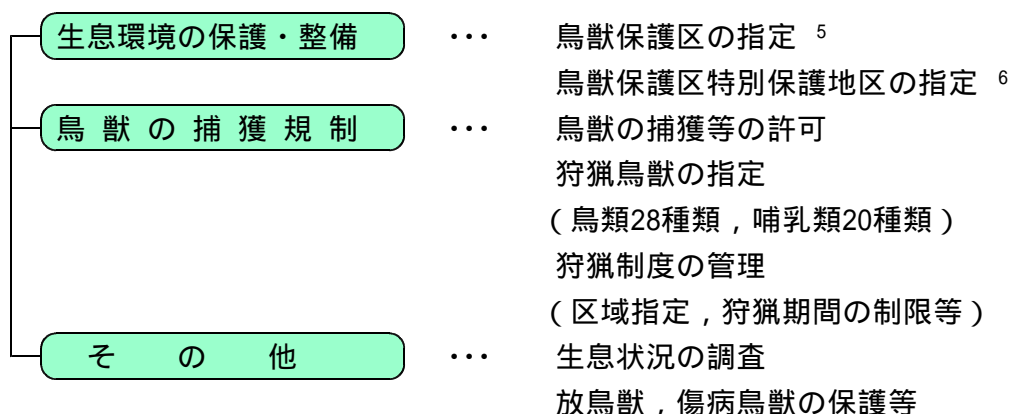 生息環境の保護・整備 ・・・ 鳥獣保護区の指定 5
鳥獣保護区特別保護地区の指定 6
鳥獣の捕獲規制 ・・・ 鳥獣の捕獲等の許可
狩猟鳥獣の指定
(鳥類28種類,哺乳類20種類)
狩猟制度の管理
(区域指定,狩猟期間の制限等)
その他 ・・・ 生息状況の調査
放鳥獣,傷病鳥獣の保護等